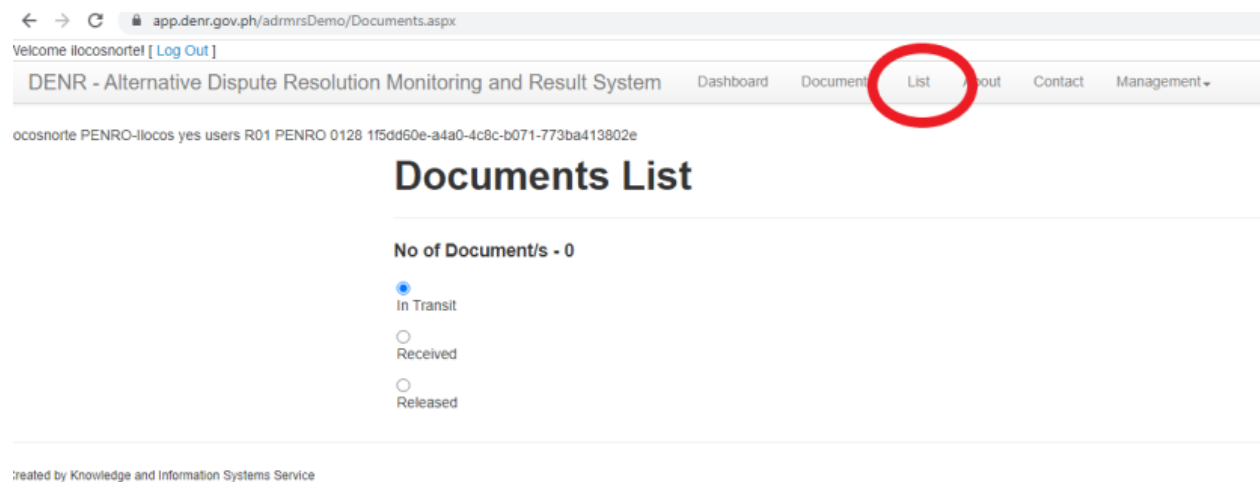 app.denr.gov.ph/adrmrsDemo/Documents.aspx
Welcome ilocosnorte! [ Log Out ]
DENR - Alternative Dispute Resolution Monitoring and Result System Dashboard Document List About Contact Management
ocosnorte PENRO-Ilocos yes users R01 PENRO 0128 1f5dd60e-a4a0-4c8c-b071-773ba413802e
Documents List
No of Document/s - 0
In Transit
Received
Released
Created by Knowledge and Information Systems Service